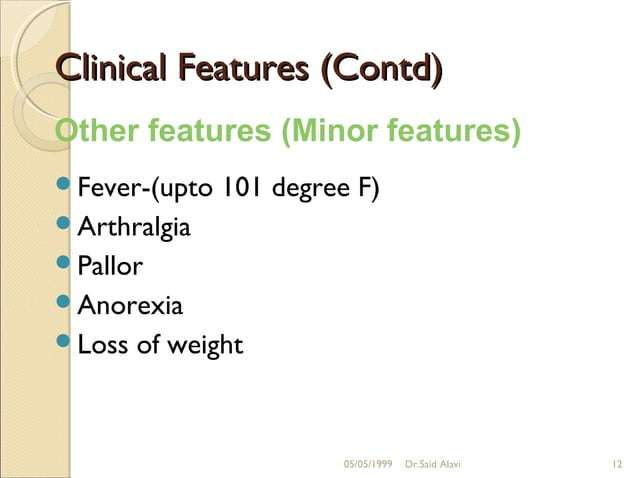 Clinical Features (Contd)
Other features (Minor features)
Fever-(upto 101 degree F)
Arthralgia
Pallor
Anorexia
Loss of weight
05/05/1999 Dr.Said Alavi 12